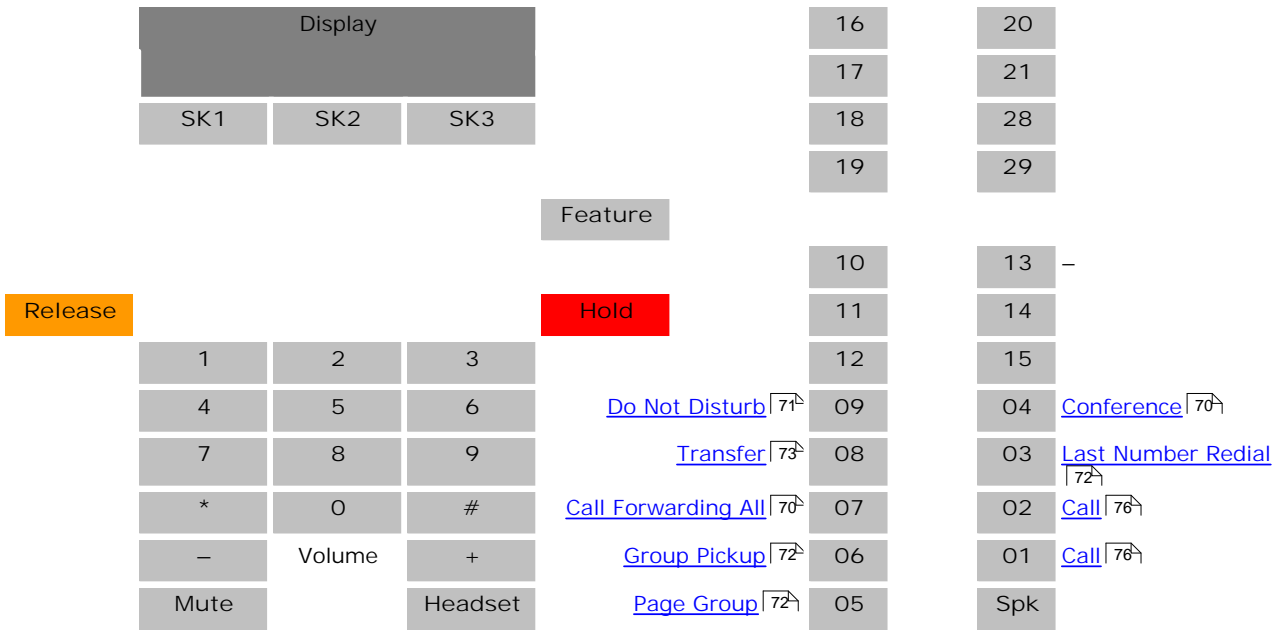 Display 16 20
17 21
SK1 SK2 SK3 18 28
19 29
Feature
10 13 –
Release Hold 11 14
1 2 3 12 15
4 5 6 Do Not Disturb 71 09 04 Conference 70
7 8 9 Transfer 73 08 03 Last Number Redial
72
* 0 # Call Forwarding All 70 07 02 Call 76
– Volume + Group Pickup 72 06 01 Call 76
Mute Headset Page Group 72 05 Spk